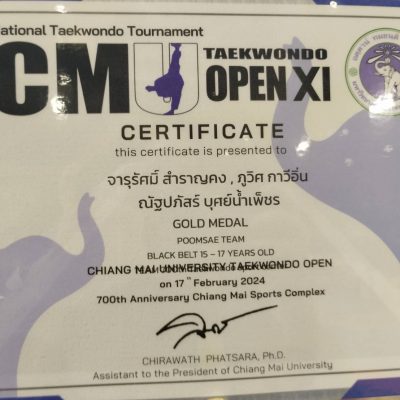 national Taekwondo Tournament
CMU TAEKWONDO
OPEN XI
CERTIFICATE
this certificate is presented to
จารุรัศมิ์ สำราญคง , ภูวิศ กาวีอิ่น
ณัฐปภัสร์ บุศย์น้ำเพ็ชร
GOLD MEDAL
POOMSAE TEAM
BLACK BELT 15 – 17 YEARS OLD
CHIANG MAI UNVERSITY TAEKWONDO OPEN
on 17th February 2024
700th Anniversary Chiang Mai Sports Complex
CHIRAWATH PHATSARA, Ph.D.
Assistant to the President of Chiang Mai University